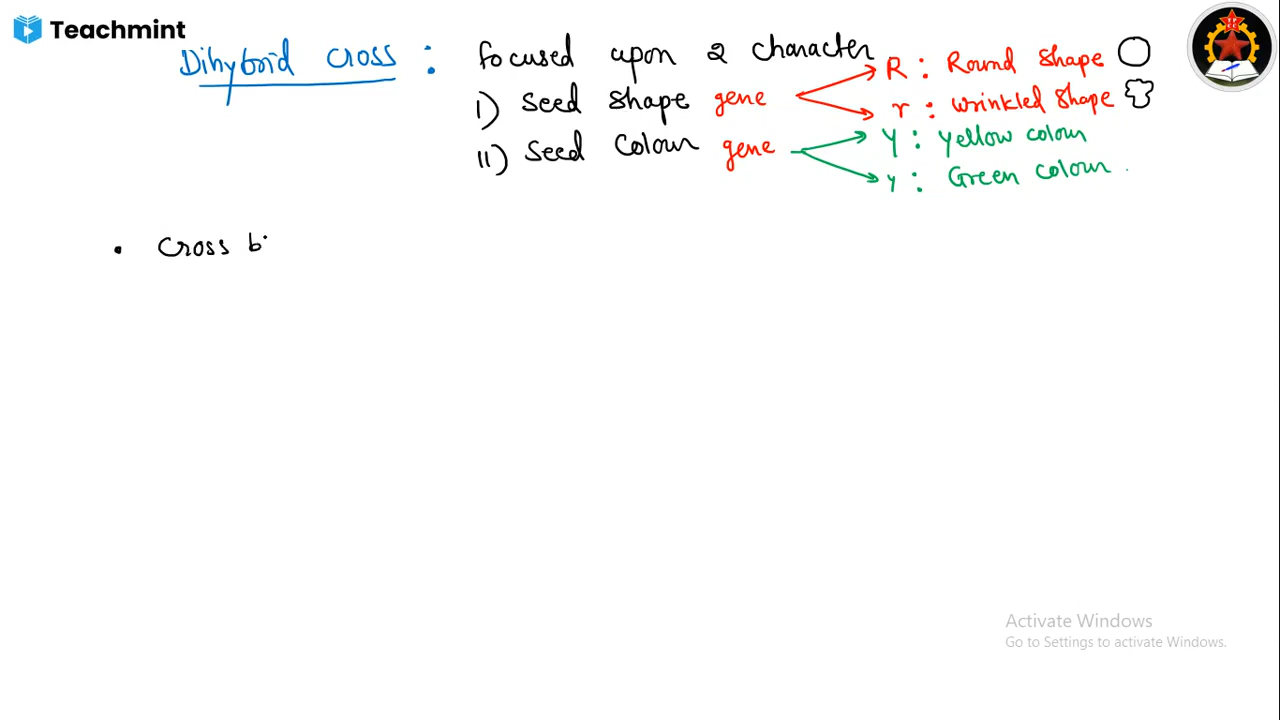 Teachmint
Dihybrid cross : focused upon 2 character
I) Seed shape gene R : Round shape
r : wrinkled shape
II) Seed colour gene Y : yellow colour
y : Green colour
• Cross b
Activate Windows
Go to Settings to activate Windows.